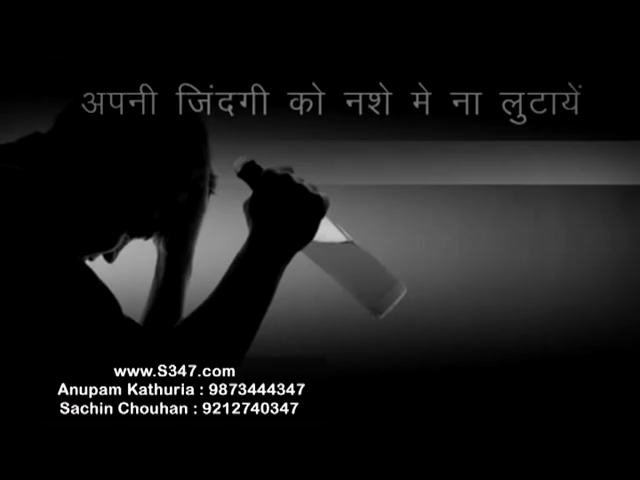 अपनी जिंदगी को नशे मे ना लुटायें
www.S347.com
Anupam Kathuria : 9873444347
Sachin Chouhan : 9212740347